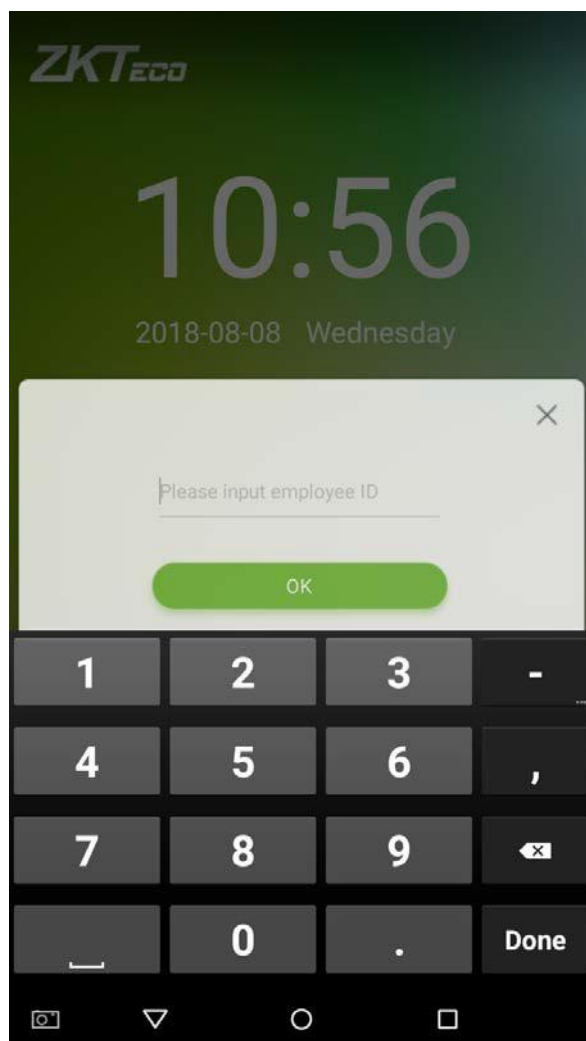 ZKTECO
10:56
2018-08-08 Wednesday
Please input employee ID
OK
1 2 3 -
4 5 6 ,
7 8 9
0 . Done